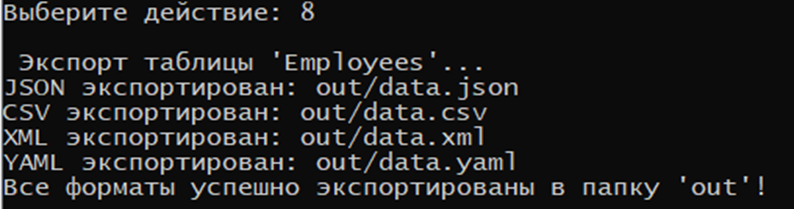 Выберите действие: 8
Экспорт таблицы 'Employees'...
JSON экспортирован: out/data.json
CSV экспортирован: out/data.csv
XML экспортирован: out/data.xml
YAML экспортирован: out/data.yaml
Все форматы успешно экспортированы в папку 'out'!